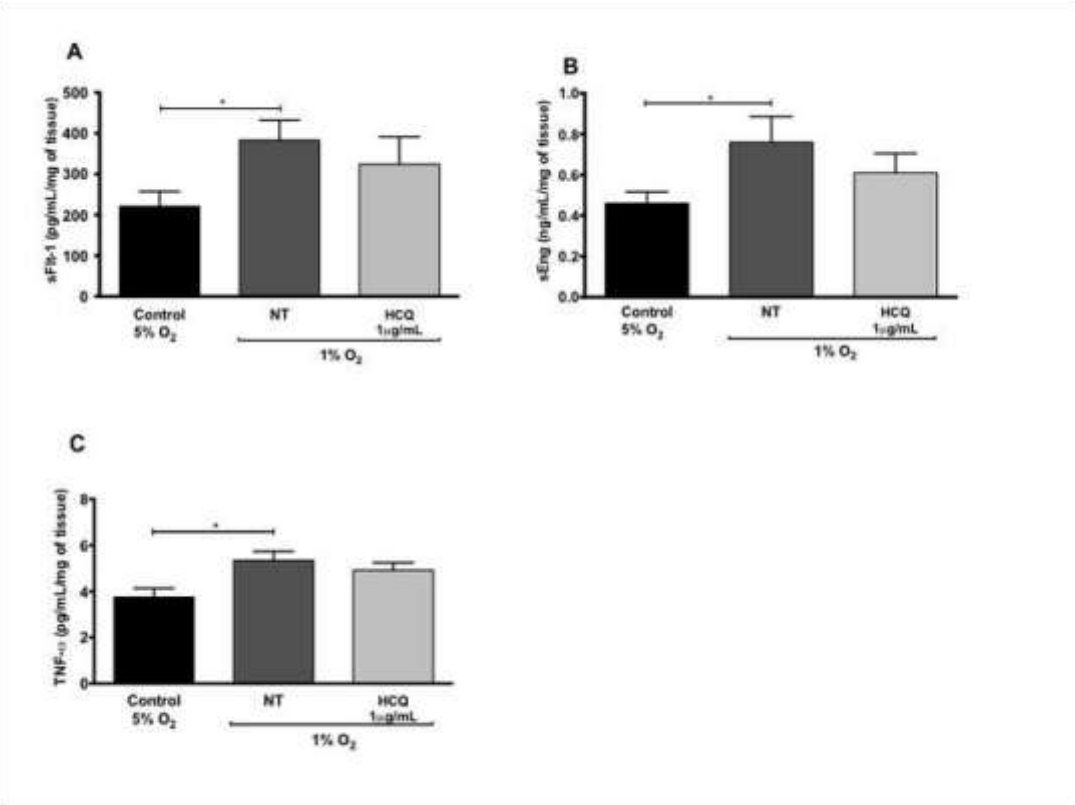 A
sFlt-1 (pg/mL/mg of tissue)
500
400
300
200
100
0
*
Control
5% O₂
NT
HCQ
1µg/mL
1% O₂
B
sEng (ng/mL/mg of tissue)
1.0
0.8
0.6
0.4
0.2
0.0
*
Control
5% O₂
NT
HCQ
1µg/mL
1% O₂
C
TNF-α (pg/mL/mg of tissue)
8
6
4
2
0
*
Control
5% O₂
NT
HCQ
1µg/mL
1% O₂